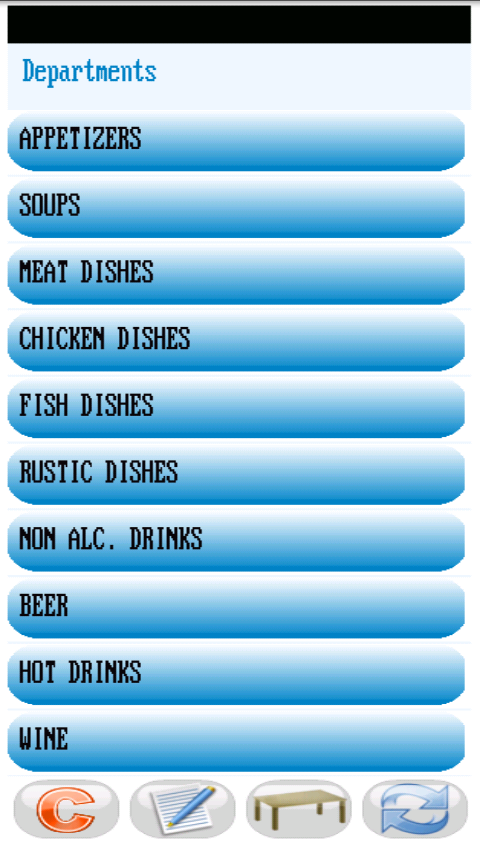 Departments
APPETIZERS
SOUPS
MEAT DISHES
CHICKEN DISHES
FISH DISHES
RUSTIC DISHES
NON ALC. DRINKS
BEER
HOT DRINKS
WINE
C